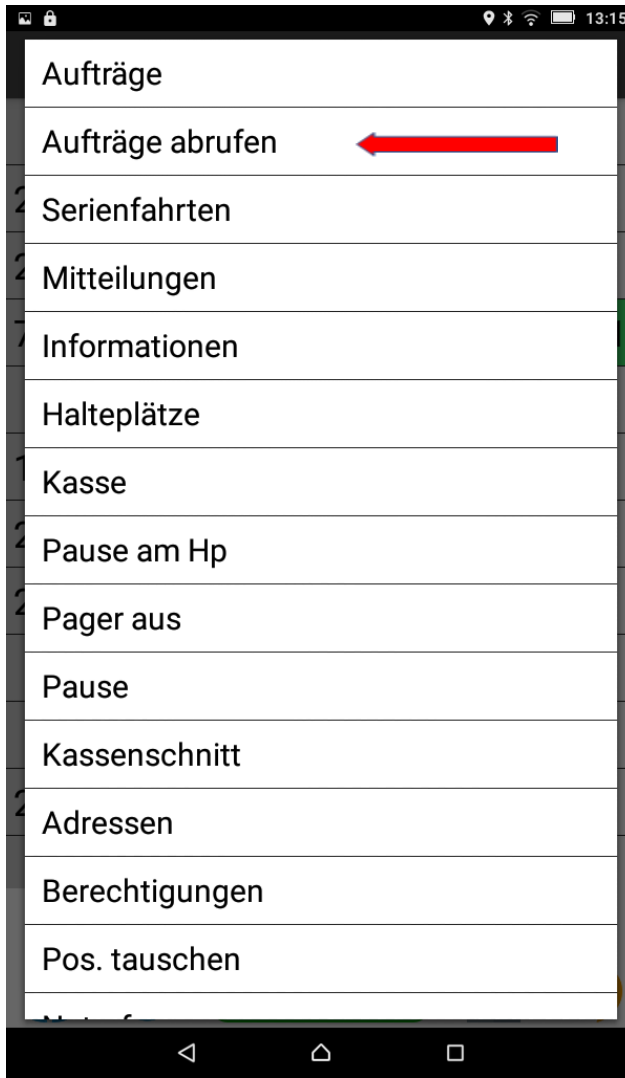 13:15
Aufträge
Aufträge abrufen
Serienfahrten
Mitteilungen
Informationen
Halteplätze
Kasse
Pause am Hp
Pager aus
Pause
Kassenschnitt
Adressen
Berechtigungen
Pos. tauschen